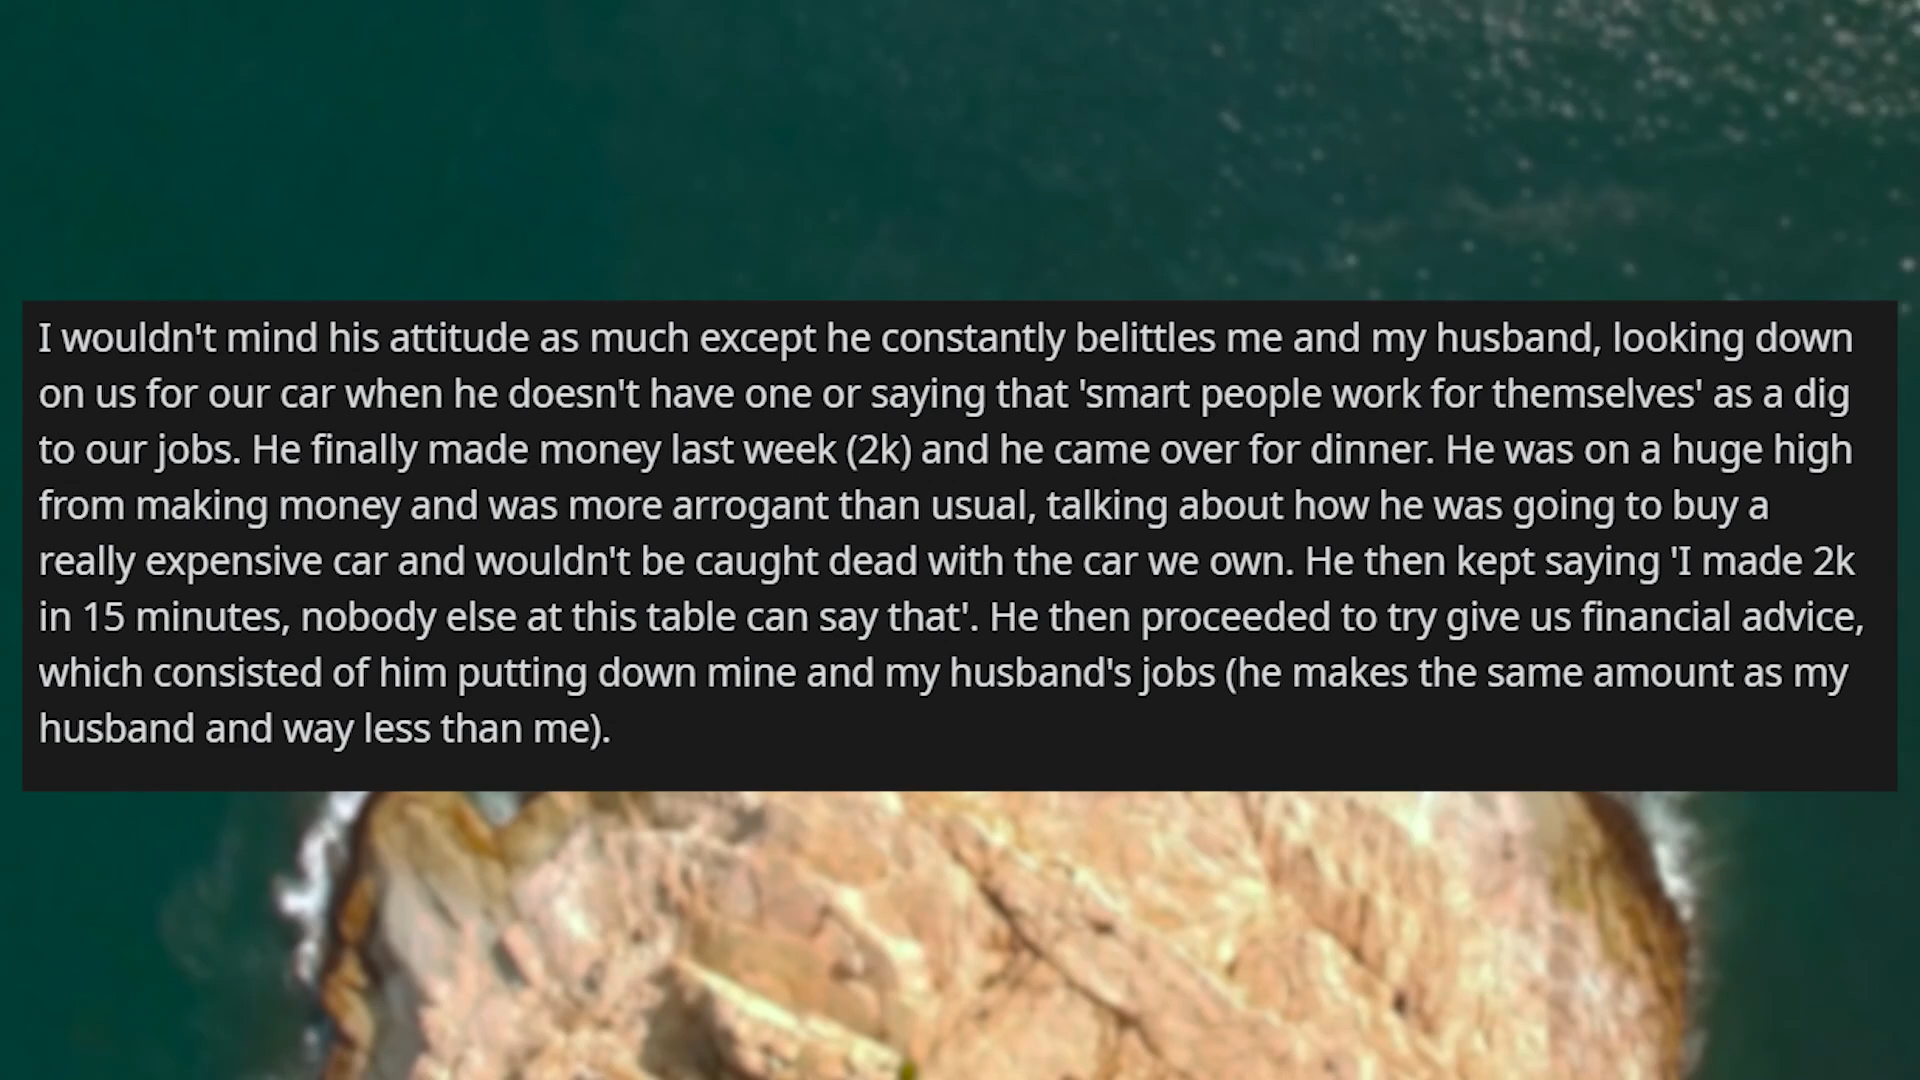 I wouldn't mind his attitude as much except he constantly belittles me and my husband, looking down
on us for our car when he doesn't have one or saying that 'smart people work for themselves' as a dig
to our jobs. He finally made money last week (2k) and he came over for dinner. He was on a huge high
from making money and was more arrogant than usual, talking about how he was going to buy a
really expensive car and wouldn't be caught dead with the car we own. He then kept saying 'I made 2k
in 15 minutes, nobody else at this table can say that'. He then proceeded to try give us financial advice,
which consisted of him putting down mine and my husband's jobs (he makes the same amount as my
husband and way less than me).